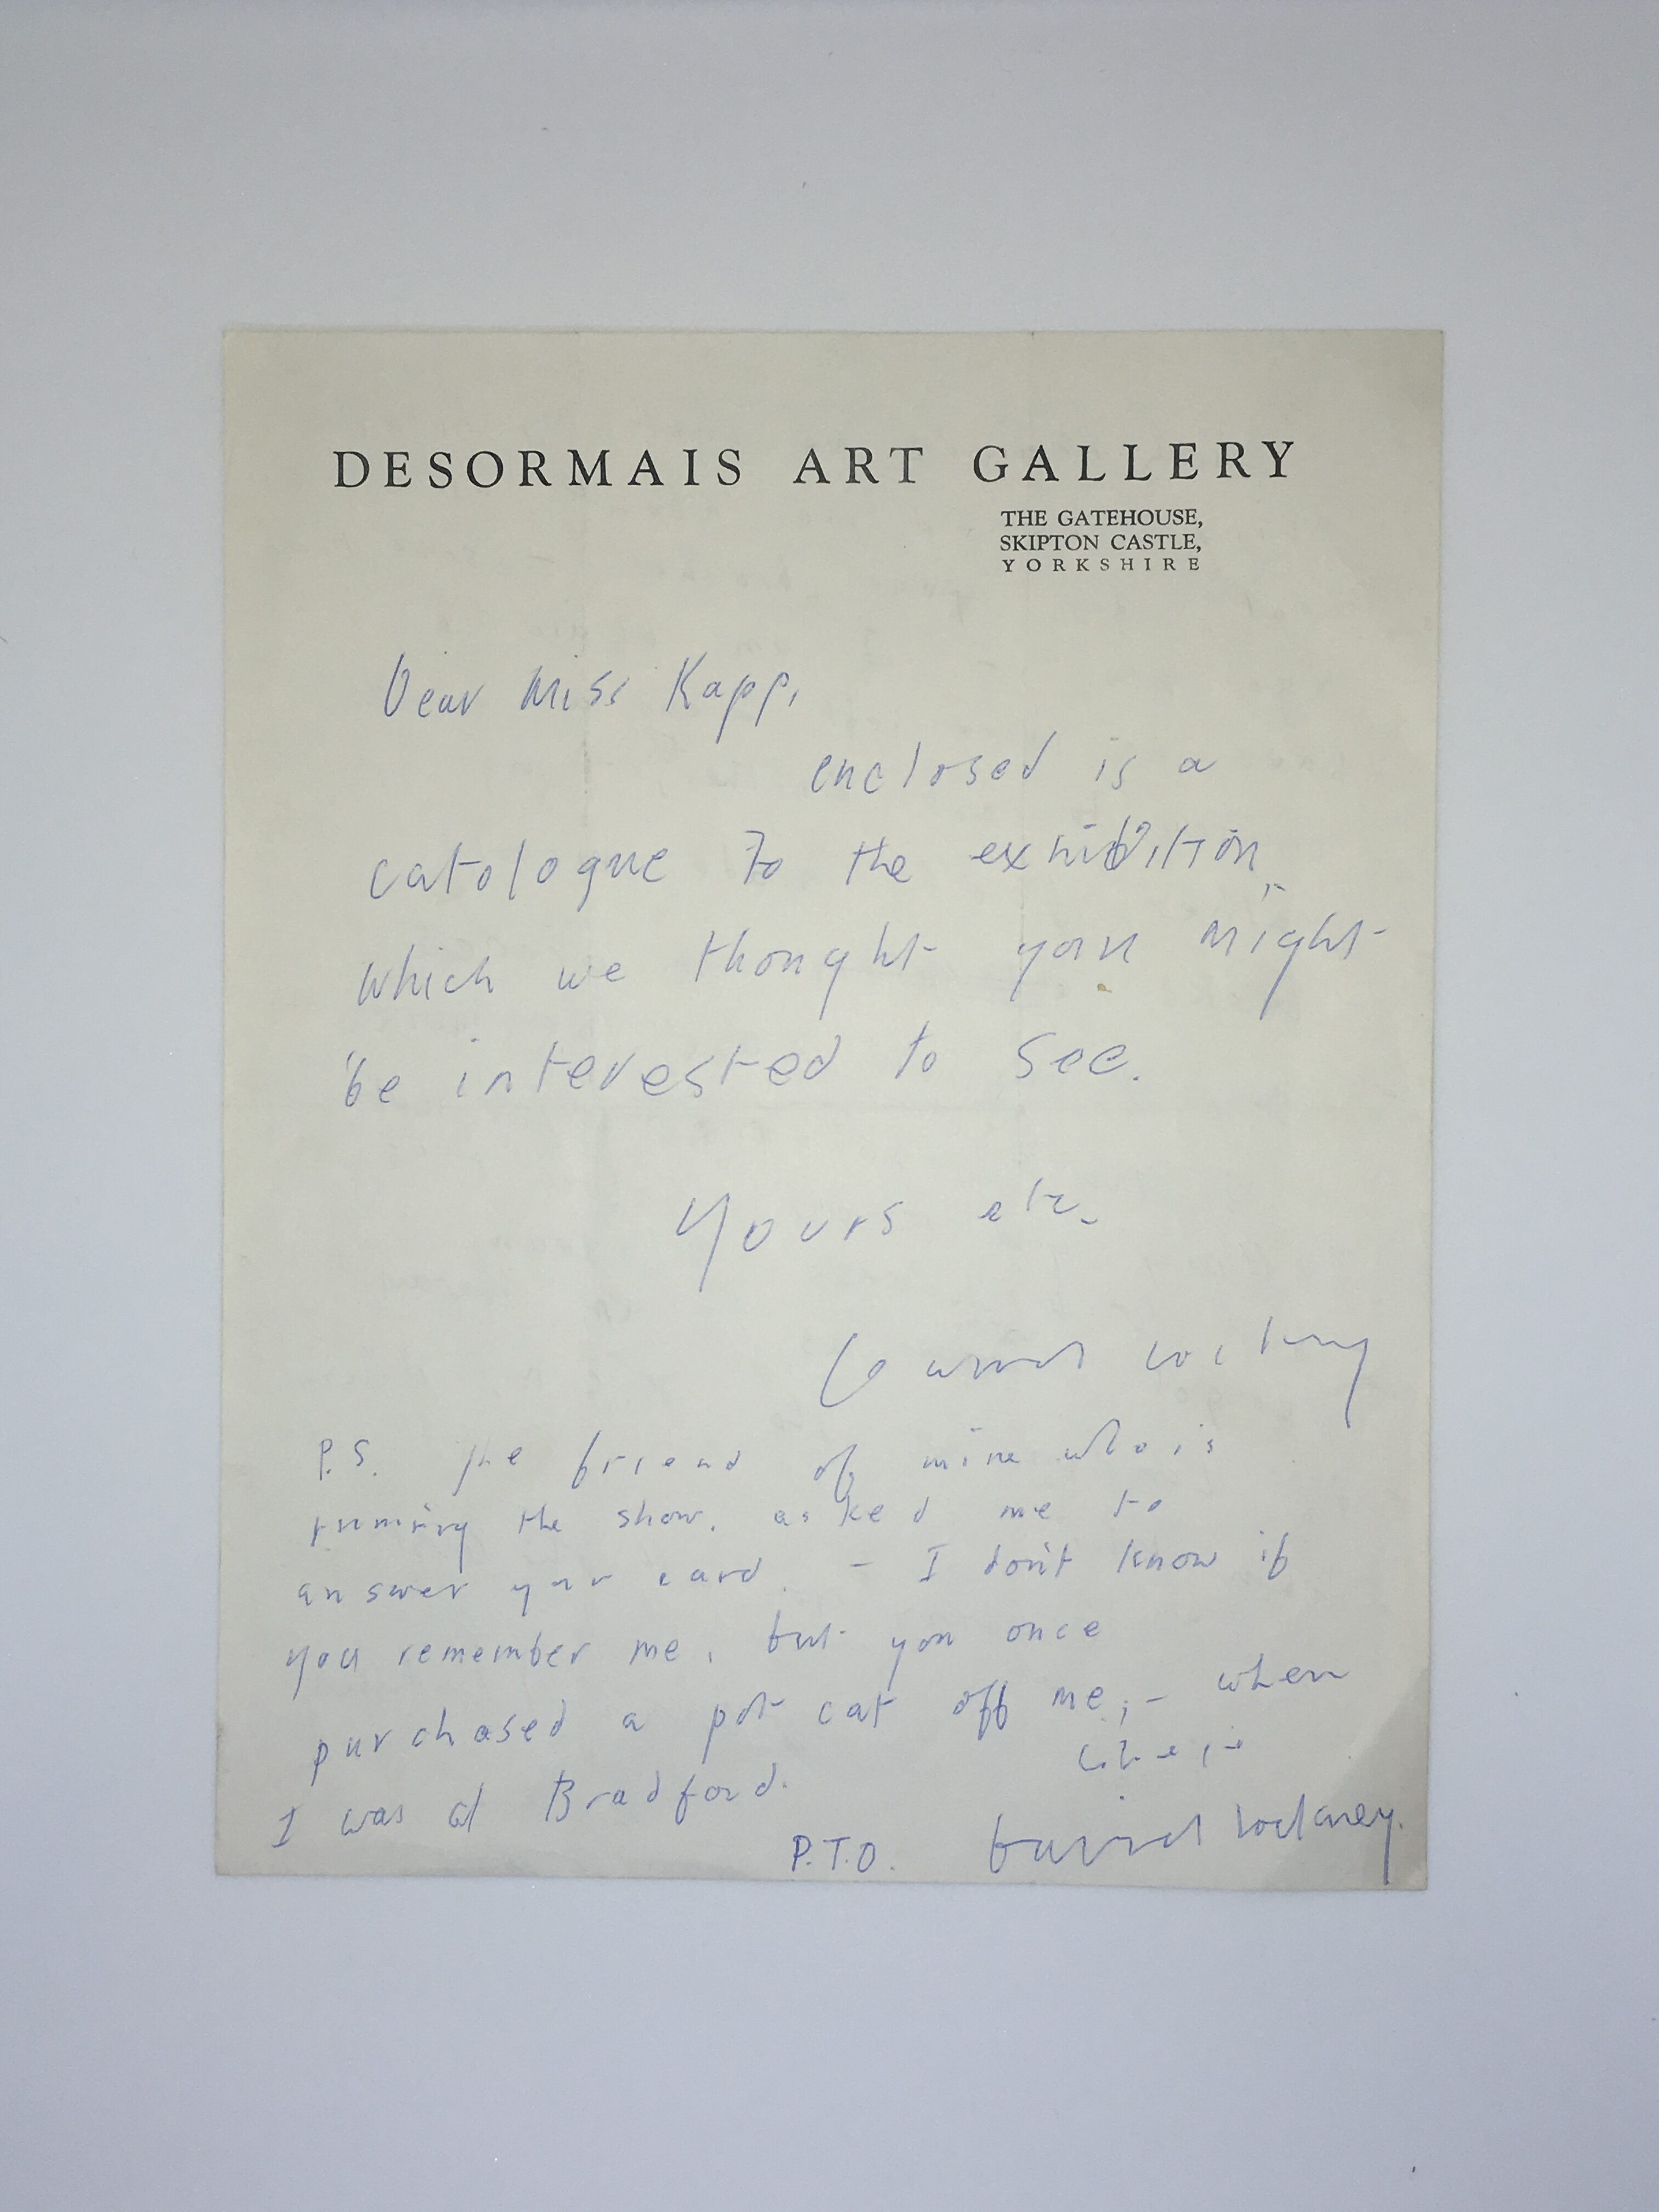 DESORMAIS ART GALLERY
THE GATEHOUSE,
SKIPTON CASTLE,
YORKSHIRE
Dear Miss Kapp,
enclosed is a
catologue to the exhibition,
which we thought you might
be interested to see.
Yours etc.
P.S. The friend of mine who is
running the show, asked me to
answer your card. - I don't know if
you remember me, but you once
purchased a pot cat off me, - when
I was at Bradford.
P.T.O. David Hockney.